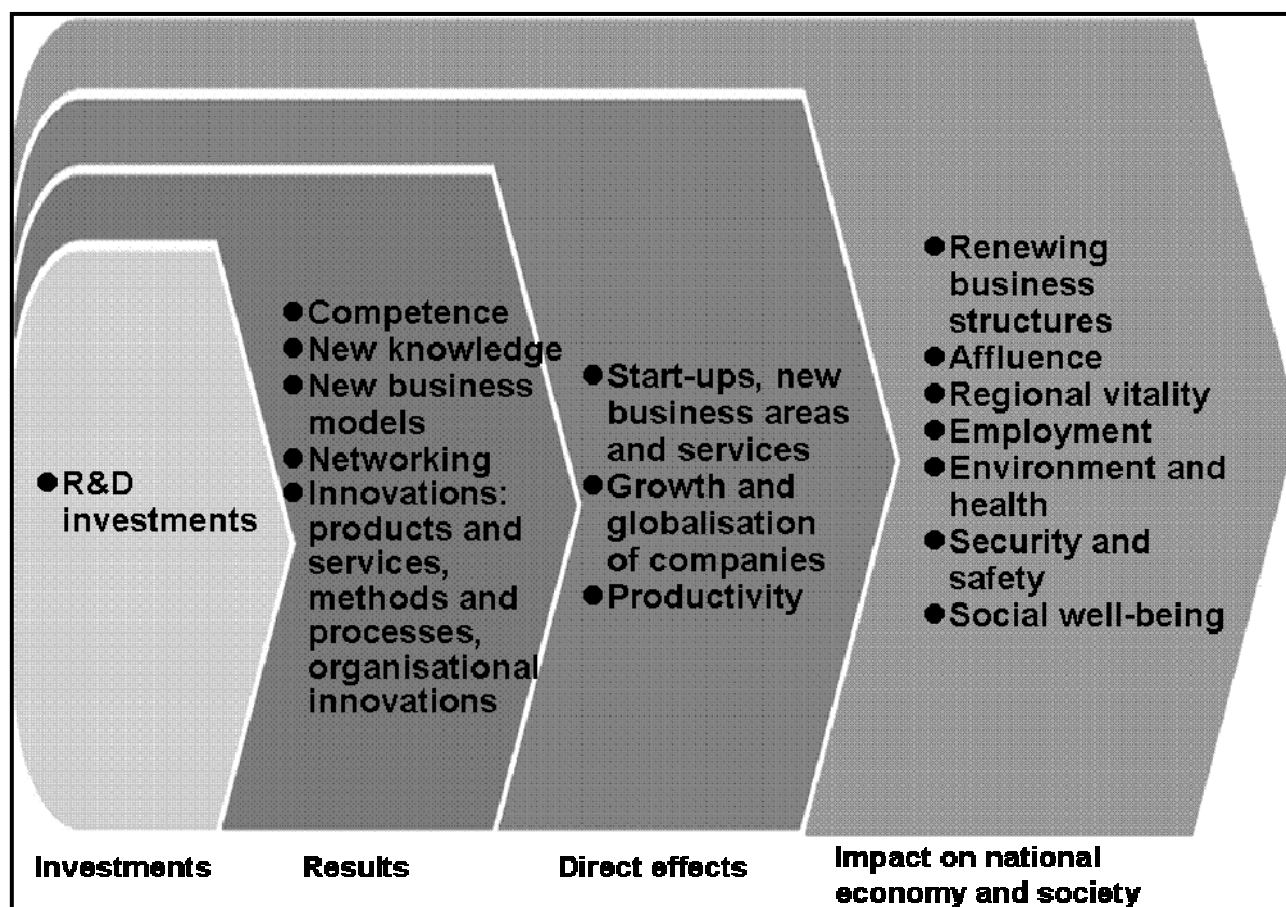 ●R&D
investments
●Competence
●New knowledge
●New business
models
●Networking
●Innovations:
products and
services,
methods and
processes,
organisational
innovations
●Start-ups, new
business areas
and services
●Growth and
globalisation
of companies
●Productivity
●Renewing
business
structures
●Affluence
●Regional vitality
●Employment
●Environment and
health
●Security and
safety
●Social well-being
Investments
Results
Direct effects
Impact on national
economy and society